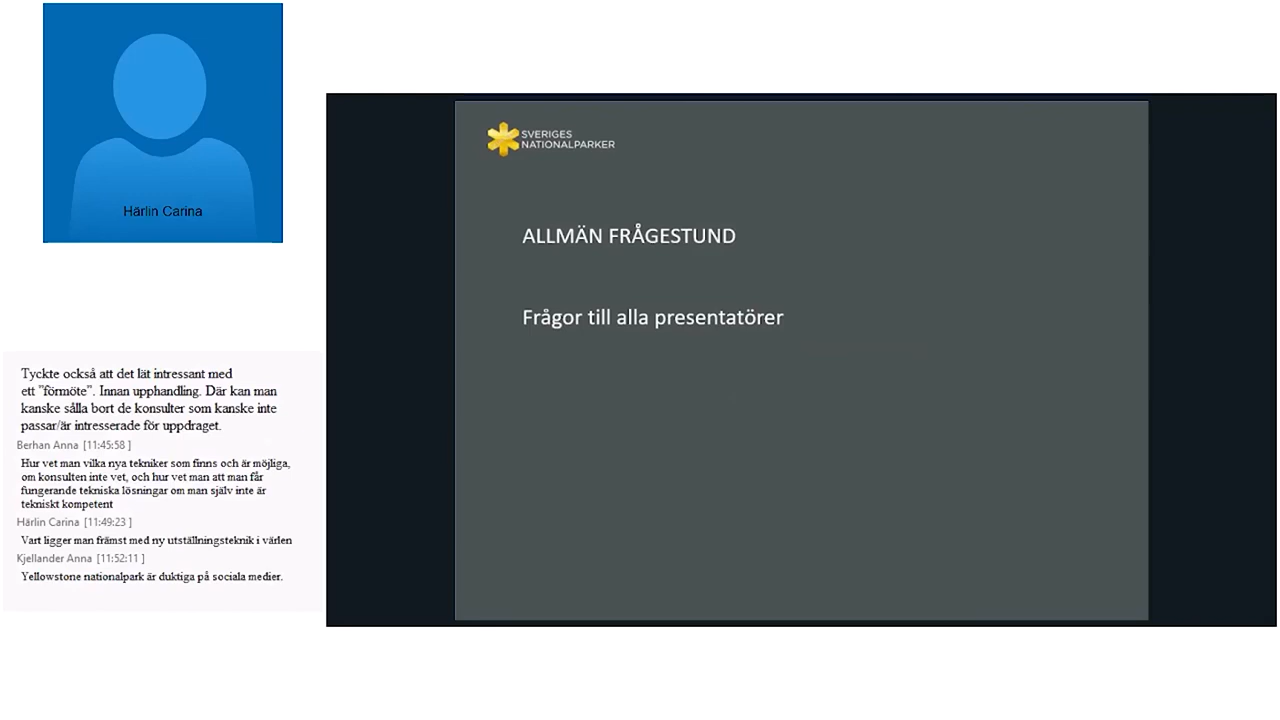 Härlin Carina
SVERIGES
NATIONALPARKER
ALLMÄN FRÅGESTUND
Frågor till alla presentatörer
Tyckte också att det lät intressant med
ett ”förmöte”. Innan upphandling. Där kan man
kanske sålla bort de konsulter som kanske inte
passar/är intresserade för uppdraget.
Berhan Anna [11:45:58 ]
Hur vet man vilka nya tekniker som finns och är möjliga,
om konsulten inte vet, och hur vet man att man får
fungerande tekniska lösningar om man själv inte är
tekniskt kompetent
Härlin Carina [11:49:23 ]
Vart ligger man främst med ny utställningsteknik i värlen
Kjellander Anna [11:52:11 ]
Yellowstone nationalpark är duktiga på sociala medier.